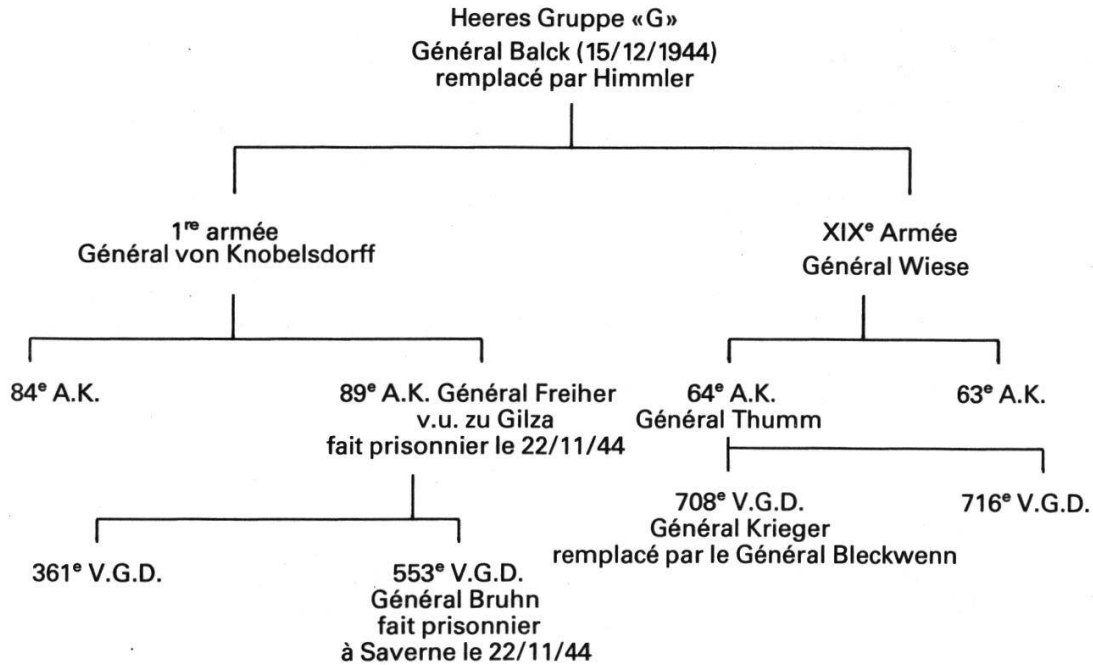 Heeres Gruppe «G»
Général Balck (15/12/1944)
remplacé par Himmler
1re armée
Général von Knobelsdorff
XIXe Armée
Général Wiese
84e A.K.
89e A.K. Général Freiher
v.u. zu Gilza
fait prisonnier le 22/11/44
64e A.K.
Général Thumm
63e A.K.
361e V.G.D.
553e V.G.D.
Général Bruhn
fait prisonnier
à Saverne le 22/11/44
708e V.G.D.
Général Krieger
remplacé par le Général Bleckwenn
716e V.G.D.